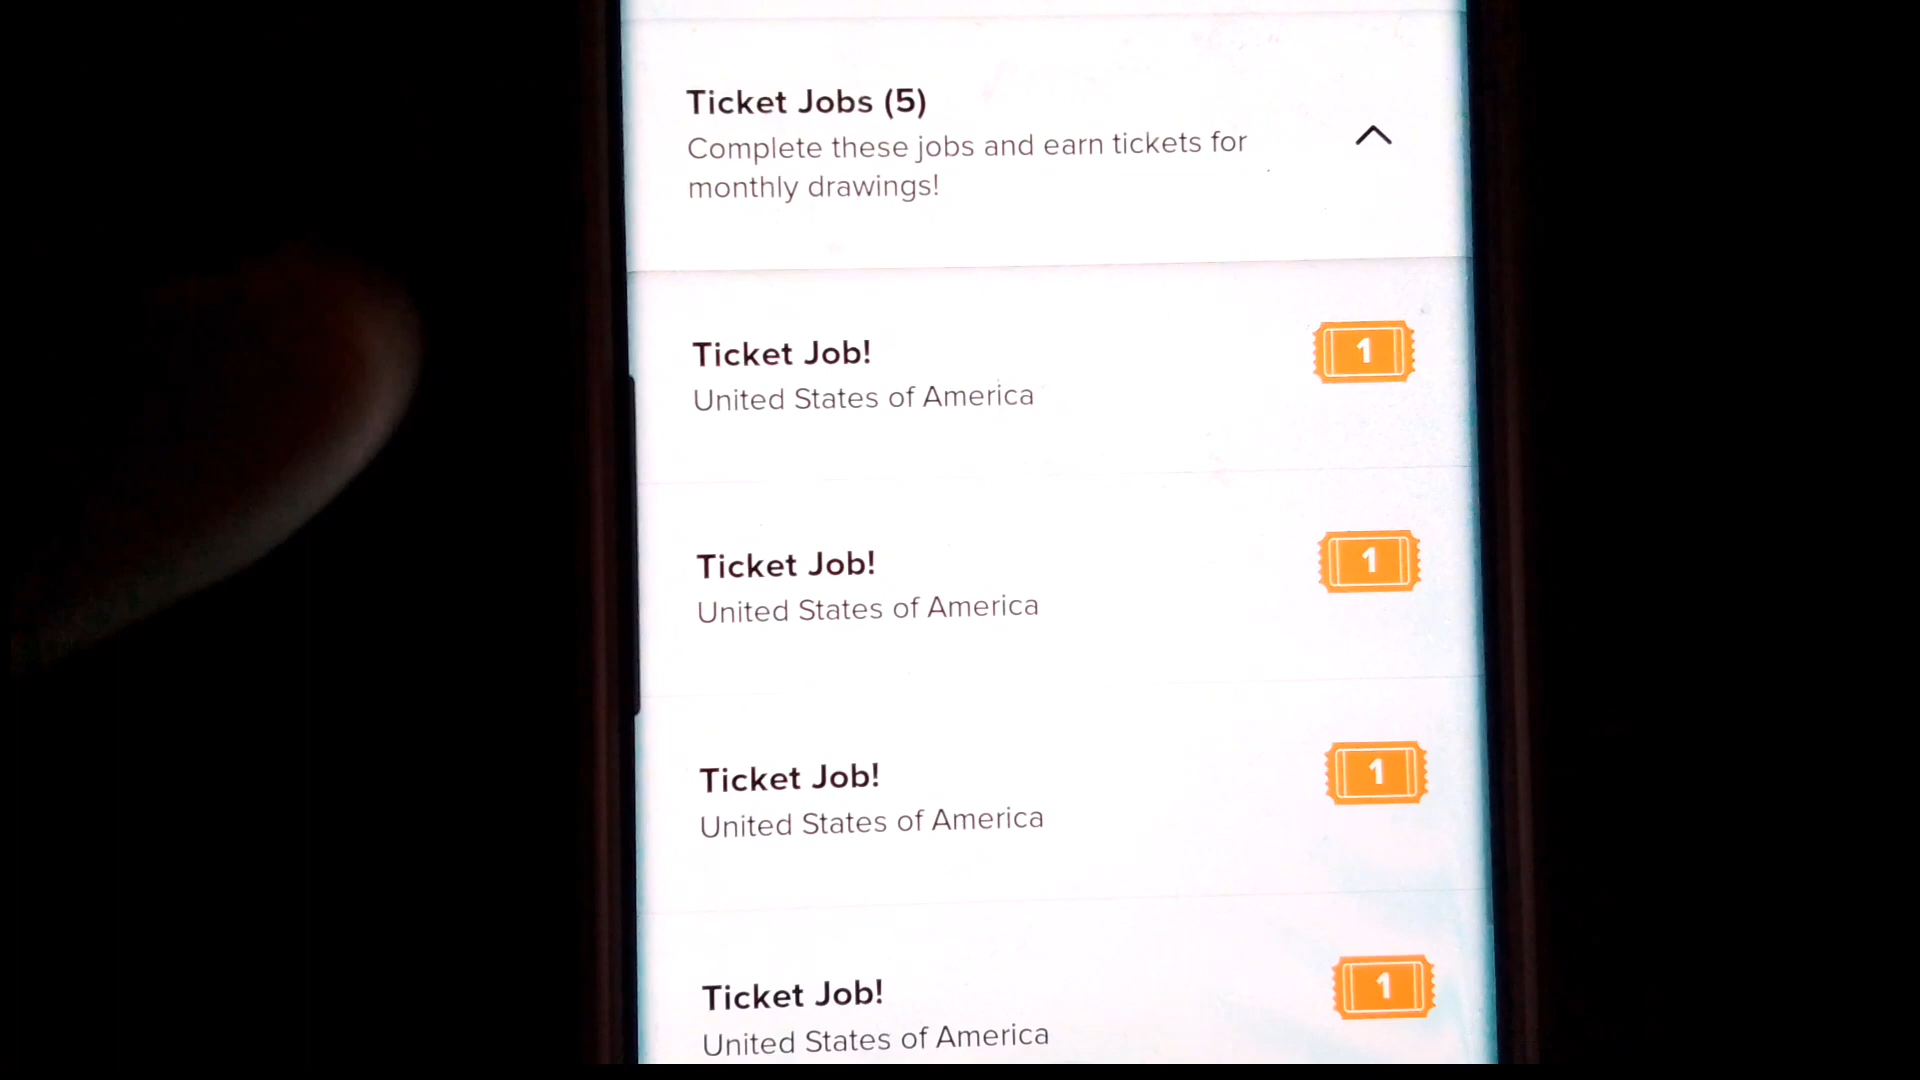 Ticket Jobs (5)
Complete these jobs and earn tickets for
monthly drawings!
Ticket Job!
1
United States of America
Ticket Job!
1
United States of America
Ticket Job!
1
United States of America
Ticket Job!
1
United States of America